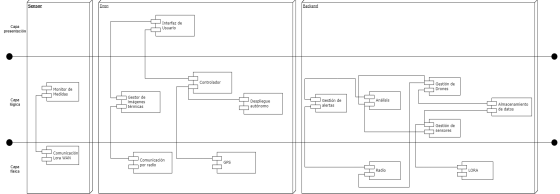 Sensor
Dron
Backend
Capa
presentación
Interfaz de
Usuario
Capa
lógica
Monitor de
Medidas
Controlador
Gestor de
imágenes
térmicas
Despliegue
autónomo
Gestión de
alertas
Análisis
Gestión de
Drones
Almacenamiento
de datos
Gestión de
sensores
Capa
física
Comunicación
Lora WAN
Comunicación
por radio
GPS
Radio
LORA